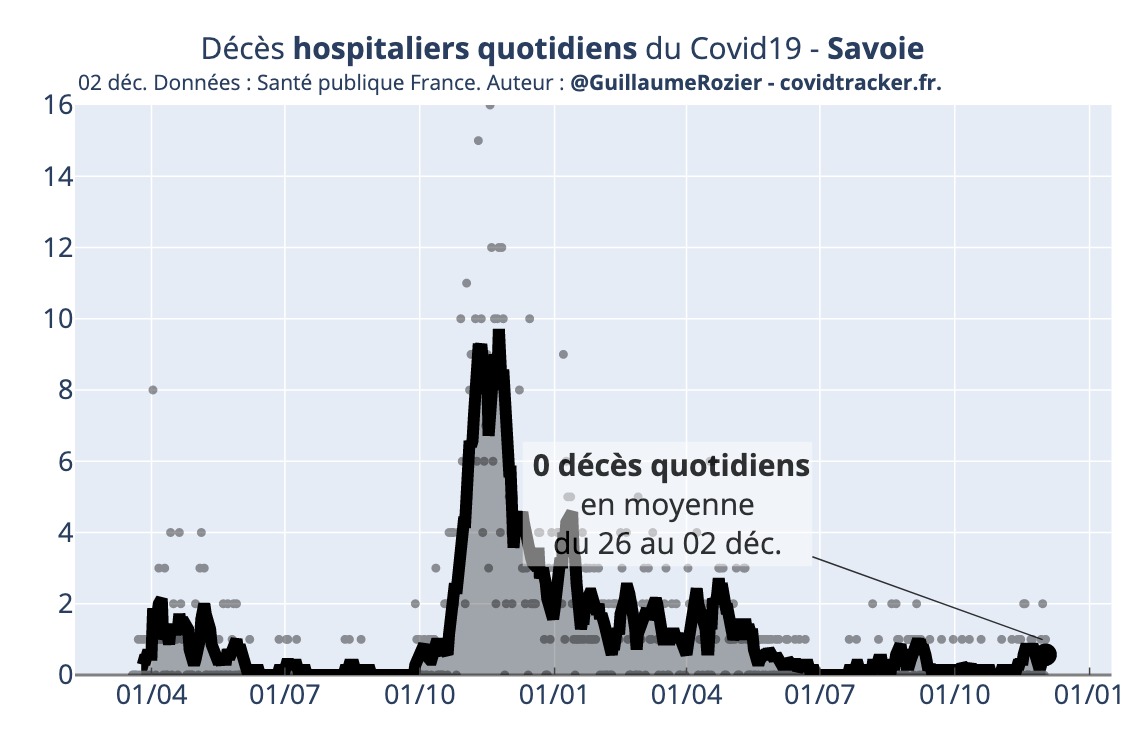 Décès hospitaliers quotidiens du Covid19 - Savoie
02 déc. Données : Santé publique France. Auteur : @GuillaumeRozier - covidtracker.fr.
16
14
12
10
8
6
4
2
0
0 décès quotidiens
en moyenne
du 26 au 02 déc.
01/04 01/07 01/10 01/01 01/04 01/07 01/10 01/01